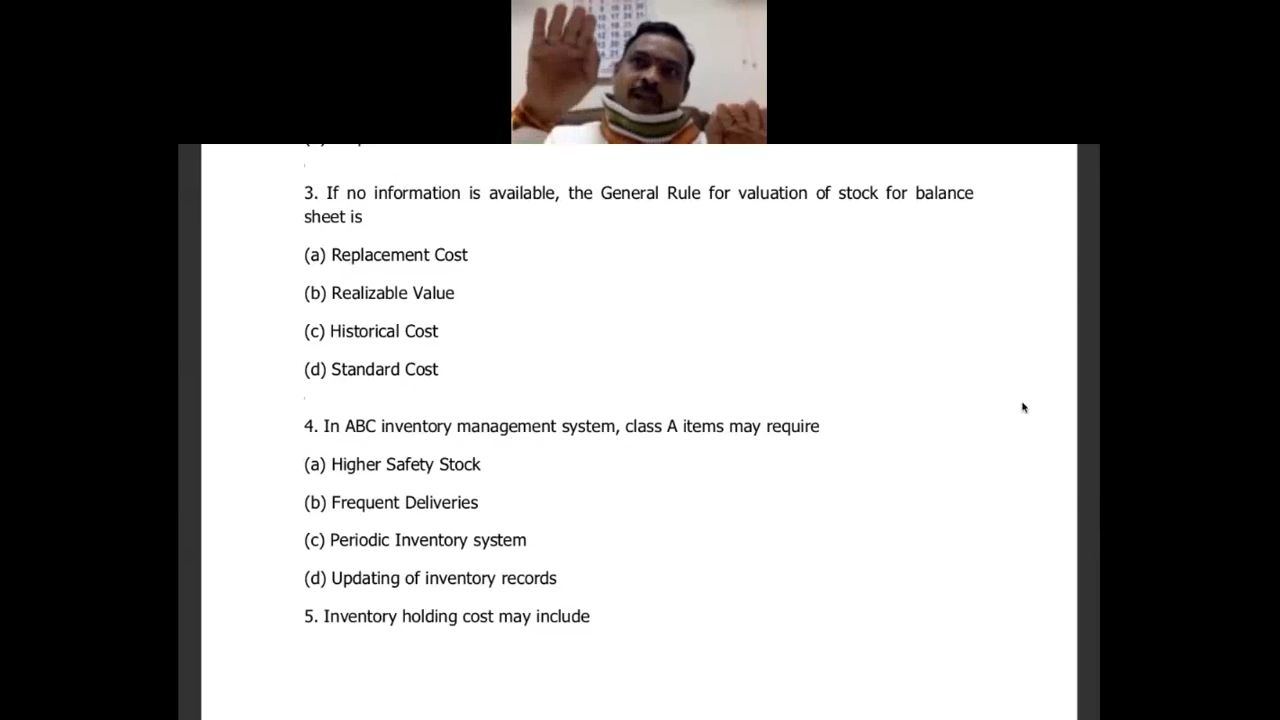 3. If no information is available, the General Rule for valuation of stock for balance
sheet is
(a) Replacement Cost
(b) Realizable Value
(c) Historical Cost
(d) Standard Cost
4. In ABC inventory management system, class A items may require
(a) Higher Safety Stock
(b) Frequent Deliveries
(c) Periodic Inventory system
(d) Updating of inventory records
5. Inventory holding cost may include